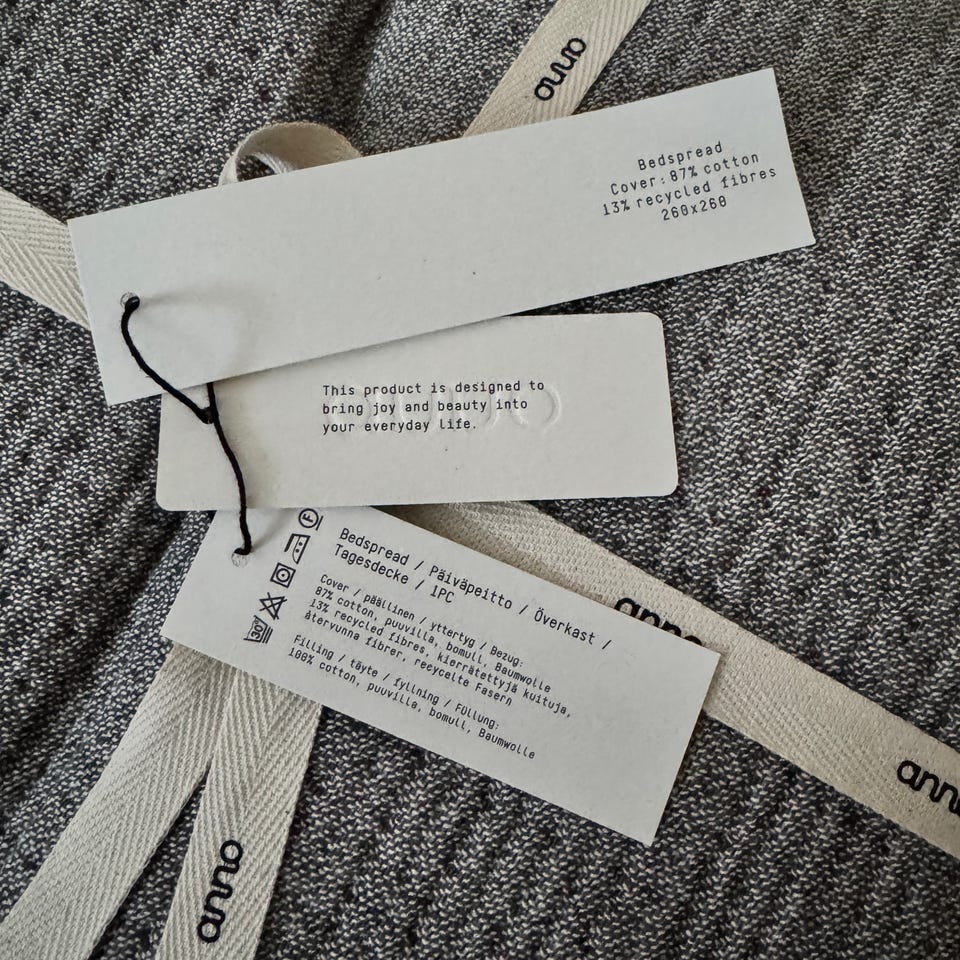 anno
Bedspread
Cover: 87% cotton
13% recycled fibres
260x260
This product is designed to
bring joy and beauty into
your everyday life.
anno
Bedspread / Päiväpeitto / Överkast /
Tagesdecke / 1PC
Cover / päällinen / yttertyg / Bezug:
87% cotton, puuvilla, bomull, Baumwolle
13% recycled fibres, kierrätettyjä kuituja,
återvunna fibrer, recycelte Fasern
Filling / täyte / fyllning / Füllung:
100% cotton, puuvilla, bomull, Baumwolle
F
30°
anno
anno
anno